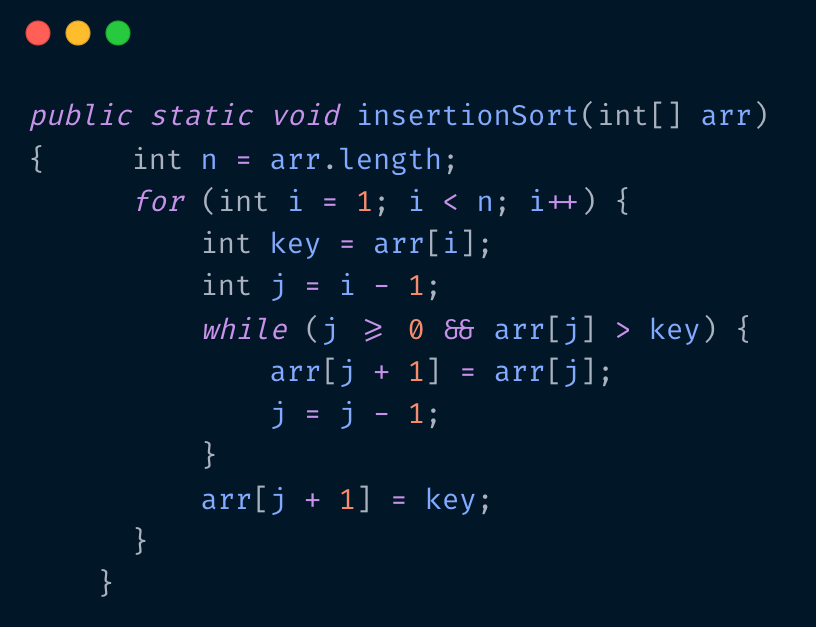 public static void insertionSort(int[] arr)
{     int n = arr.length;
      for (int i = 1; i < n; i++) {
          int key = arr[i];
          int j = i - 1;
          while (j >= 0 && arr[j] > key) {
              arr[j + 1] = arr[j];
              j = j - 1;
          }
          arr[j + 1] = key;
      }
    }